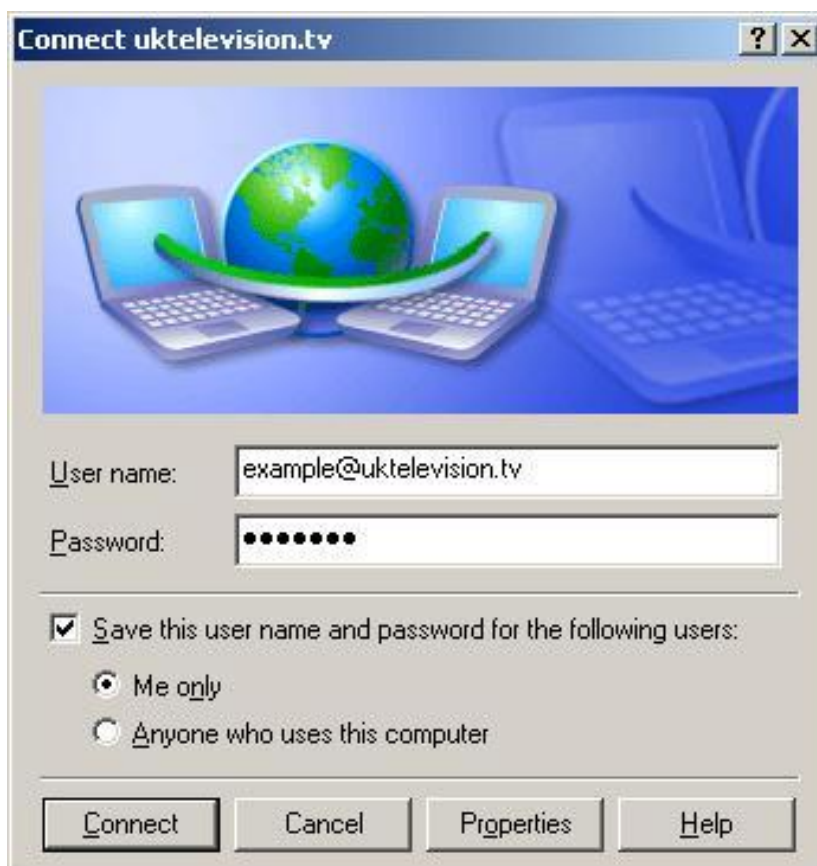 Connect uktelevision.tv
User name: example@uktelevision.tv
Password: •••••••
Save this user name and password for the following users:
Me only
Anyone who uses this computer
Connect Cancel Properties Help